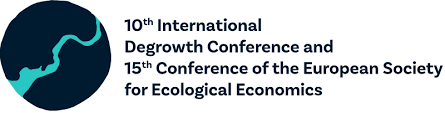 10th International
Degrowth Conference and
15th Conference of the European Society
for Ecological Economics